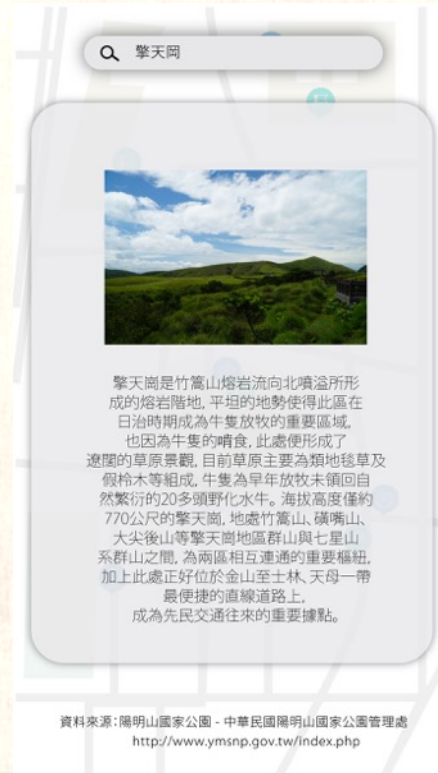 擎天岡
擎天崗是竹篙山熔岩流向北噴溢所形
成的熔岩階地, 平坦的地勢使得此區在
日治時期成為牛隻放牧的重要區域,
也因為牛隻的啃食, 此處便形成了
遼闊的草原景觀, 目前草原主要為類地毯草及
假柃木等組成, 牛隻為早年放牧未領回自
然繁衍的20多頭野化水牛。海拔高度僅約
770公尺的擎天崗, 地處竹篙山、磺嘴山、
大尖後山等擎天崗地區群山與七星山
系群山之間, 為兩區相互連通的重要樞紐,
加上此處正好位於金山至士林、天母一帶
最便捷的直線道路上,
成為先民交通往來的重要據點。
資料來源:陽明山國家公園 - 中華民國陽明山國家公園管理處
http://www.ymsnp.gov.tw/index.php